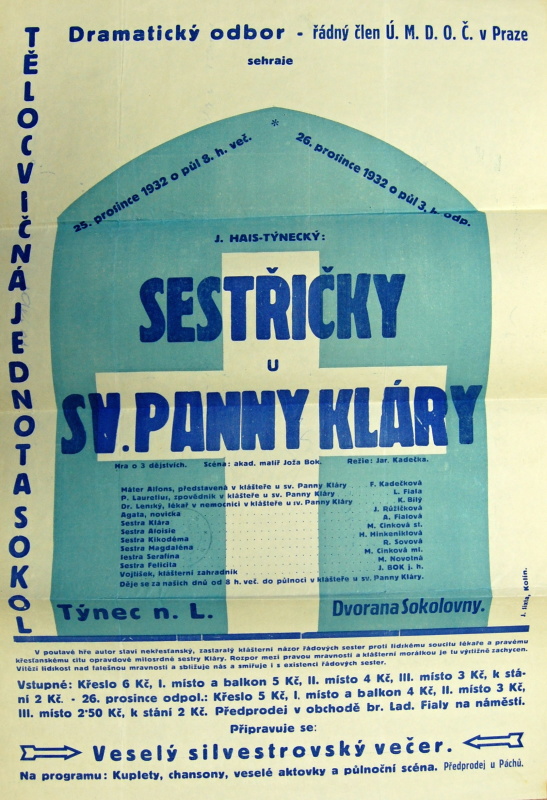 TĚLOCVIČNÁ JEDNOTA SOKOL
Dramatický odbor - řádný člen Ú. M. D. O. Č. v Praze
sehraje
25. prosince 1932 o půl 8. h. več. * 26. prosince 1932 o půl 3. h. odp.
J. HAIS-TÝNECKÝ:
SESTŘIČKY
U
SV. PANNY KLÁRY
Hra o 3 dějstvích. Scéna: akad. malíř Joža Bok. Režie: Jar. Kadečka.
Máter Alfons, představená v klášteře u sv. Panny Kláry F. Kadečková
P. Laurelius, zpovědník v klášteře u sv. Panny Kláry L. Fiala
Dr. Lenský, lékař v nemocnici v klášteře u sv. Panny Kláry K. Bílý
Agata, novicka J. Růžičková
Sestra Klára A. Fialová
Sestra Aloisie M. Cinková st.
Sestra Kikodéma H. Hinkeniklová
Sestra Magdaléna R. Sovová
Sestra Serafina M. Cinková ml.
Sestra Felicita M. Novotná
Vojtíšek, klášterní zahradník J. BOK j. h.
Děje se za našich dnů od 8 h. več. do půlnoci v klášteře u sv. Panny Kláry.
Týnec n. L. Dvorana Sokolovny.
J. Kolín.
V poutavé hře autor staví nekřesťanský, zastaralý klášterní názor řádových sester proti lidskému soucitu lékaře a pravému
křesťanskému citu opravdově milosrdné sestry Kláry. Rozpor mezi pravou mravností a klášterní morálkou je tu výtižně zachycen.
Vítězí lidskost nad falešnou mravností a sbližuje nás a smiřuje i s existencí řádových sester.
Vstupné: Křeslo 6 Kč, I. místo a balkon 5 Kč, II. místo 4 Kč, III. místo 3 Kč, k stá-
ní 2 Kč. - 26. prosince odpol.: Křeslo 5 Kč, I. místo a balkon 4 Kč, II. místo 3 Kč,
III. místo 2·50 Kč, k stání 2 Kč. Předprodej v obchodě br. Lad. Fialy na náměstí.
Připravuje se:
Veselý silvestrovský večer.
Na programu: Kuplety, chansony, veselé aktovky a půlnoční scéna. Předprodej u Páchů.